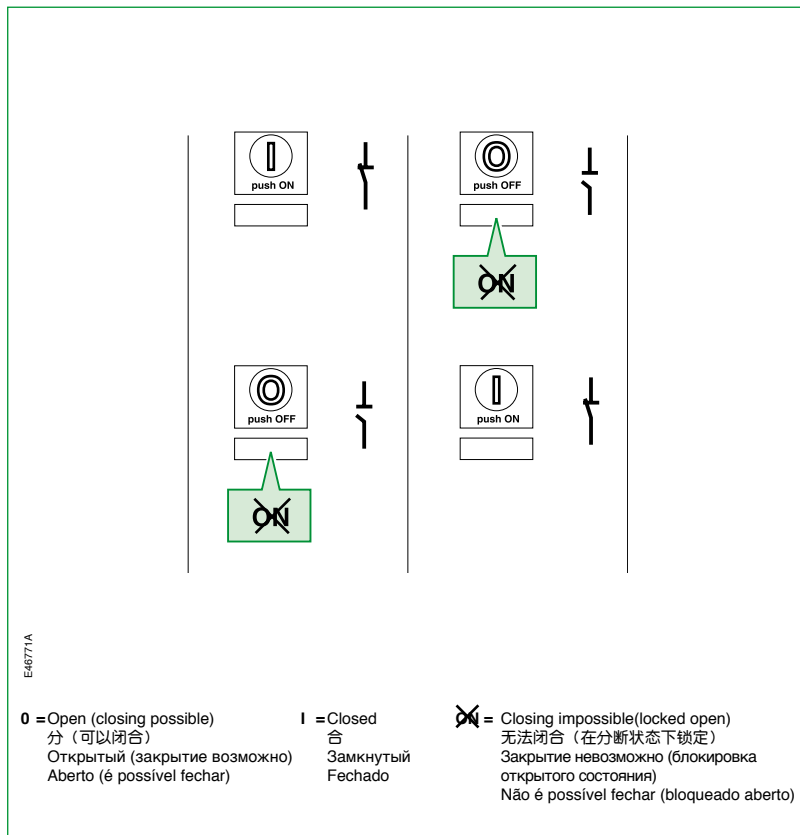 I
push ON
O
push OFF
ON
O
push OFF
ON
I
push ON
E46771A
0 = Open (closing possible)
分（可以闭合）
Открытый (закрытие возможно)
Aberto (é possível fechar)
I = Closed
合
Замкнутый
Fechado
ON = Closing impossible(locked open)
无法闭合（在分断状态下锁定）
Закрытие невозможно (блокировка
открытого состояния)
Não é possível fechar (bloqueado aberto)